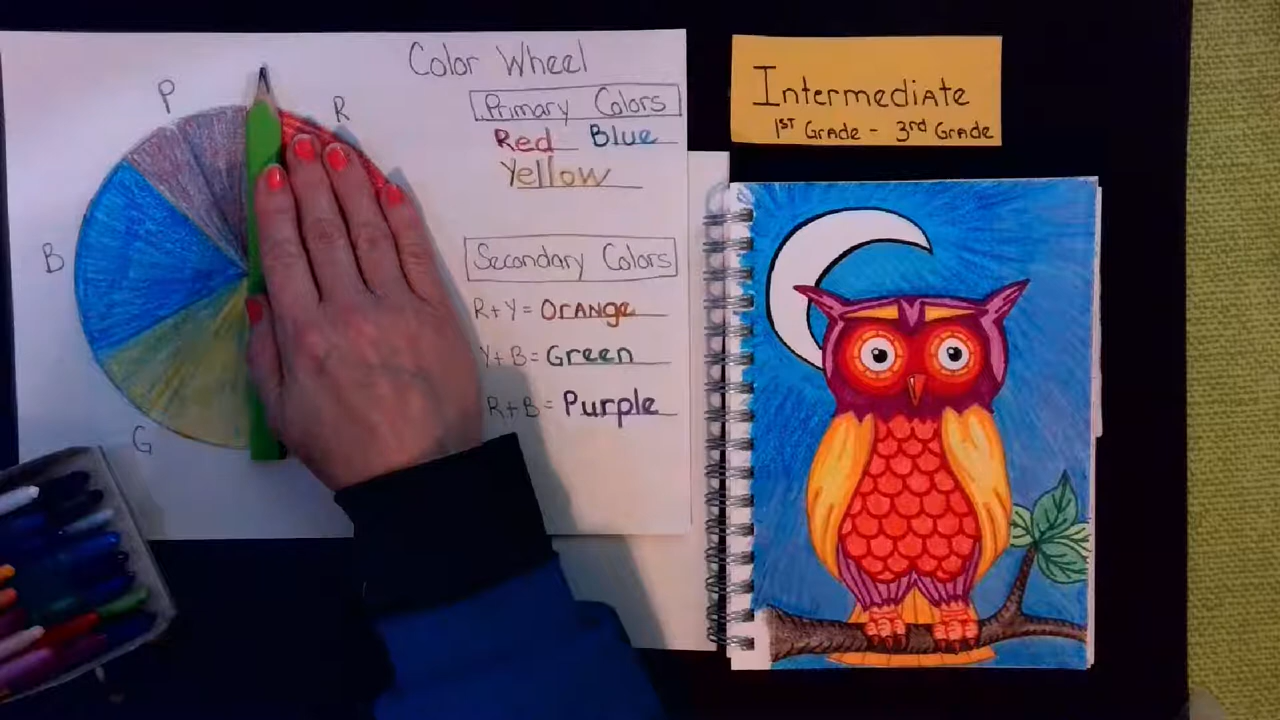 Color Wheel
P
R
B
G
Primary Colors
Red Blue
Yellow
Secondary Colors
R+Y= Orange
Y+B= Green
R+B= Purple
Intermediate
1st Grade - 3rd Grade